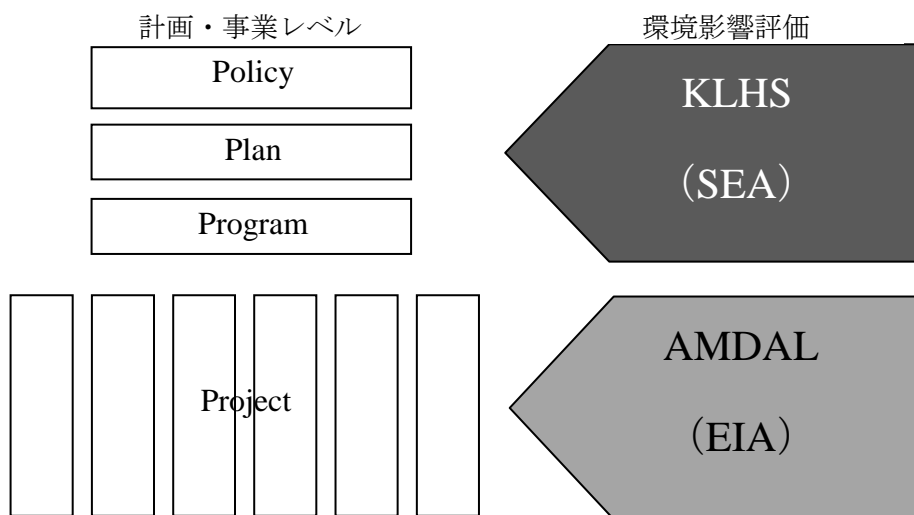 計画・事業レベル
環境影響評価
Policy
Plan
Program
KLHS
（SEA）
Project
AMDAL
（EIA）